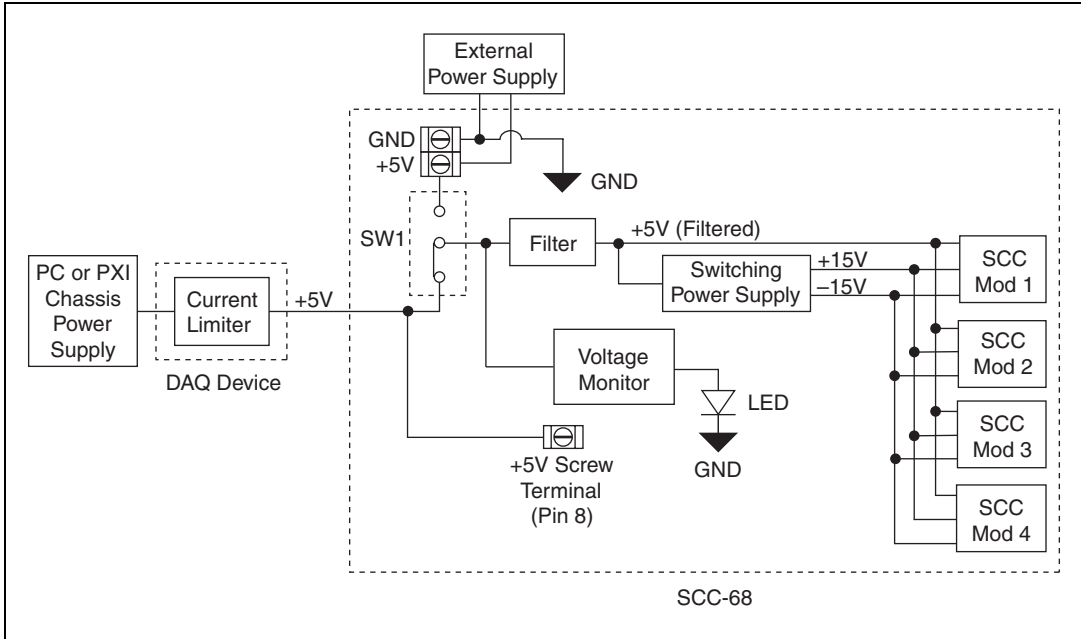 External
Power Supply
GND
+5V
GND
SW1
Filter
+5V (Filtered)
Switching
Power Supply
+15V
–15V
SCC
Mod 1
PC or PXI
Chassis
Power
Supply
Current
Limiter
+5V
DAQ Device
Voltage
Monitor
LED
GND
SCC
Mod 2
SCC
Mod 3
SCC
Mod 4
+5V Screw
Terminal
(Pin 8)
SCC-68